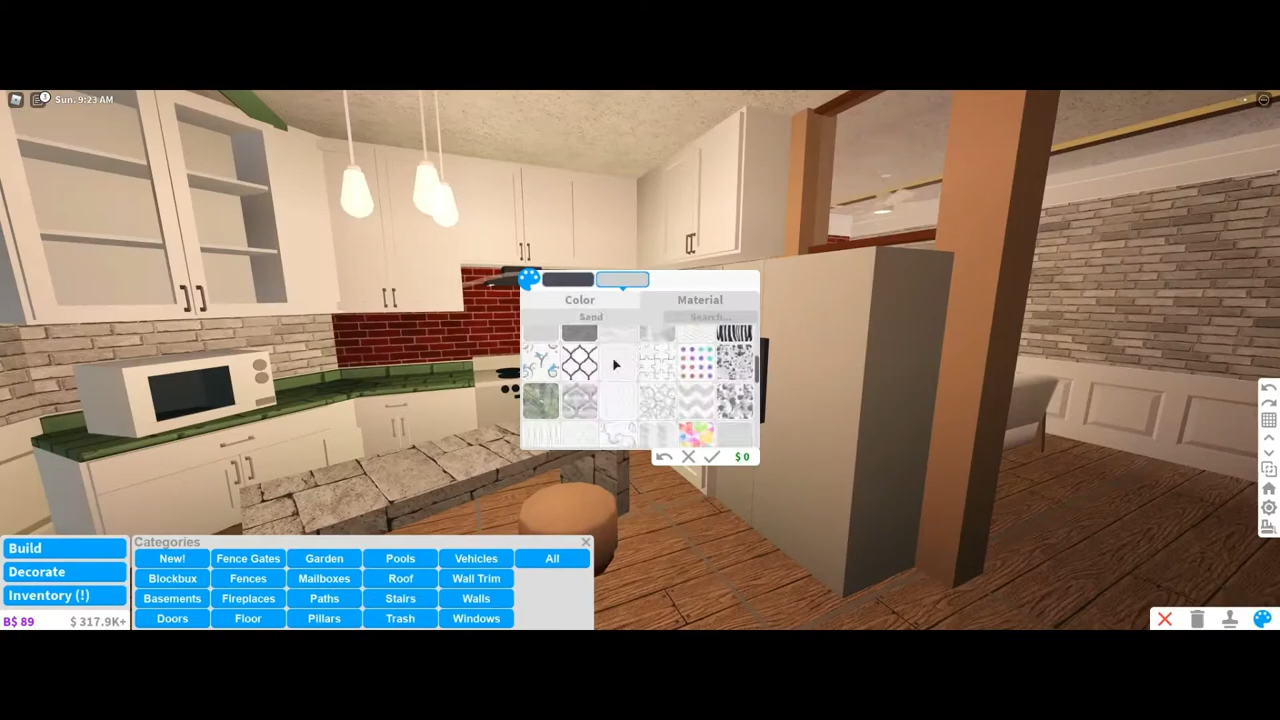 1
Sun. 9:23 AM
Color
Material
Sand
Search...
$ 0
Build
Decorate
Inventory (!)
B$ 89
$ 317.9K+
Categories
New!
Fence Gates
Garden
Pools
Vehicles
All
Blockbux
Fences
Mailboxes
Roof
Wall Trim
Basements
Fireplaces
Paths
Stairs
Walls
Doors
Floor
Pillars
Trash
Windows